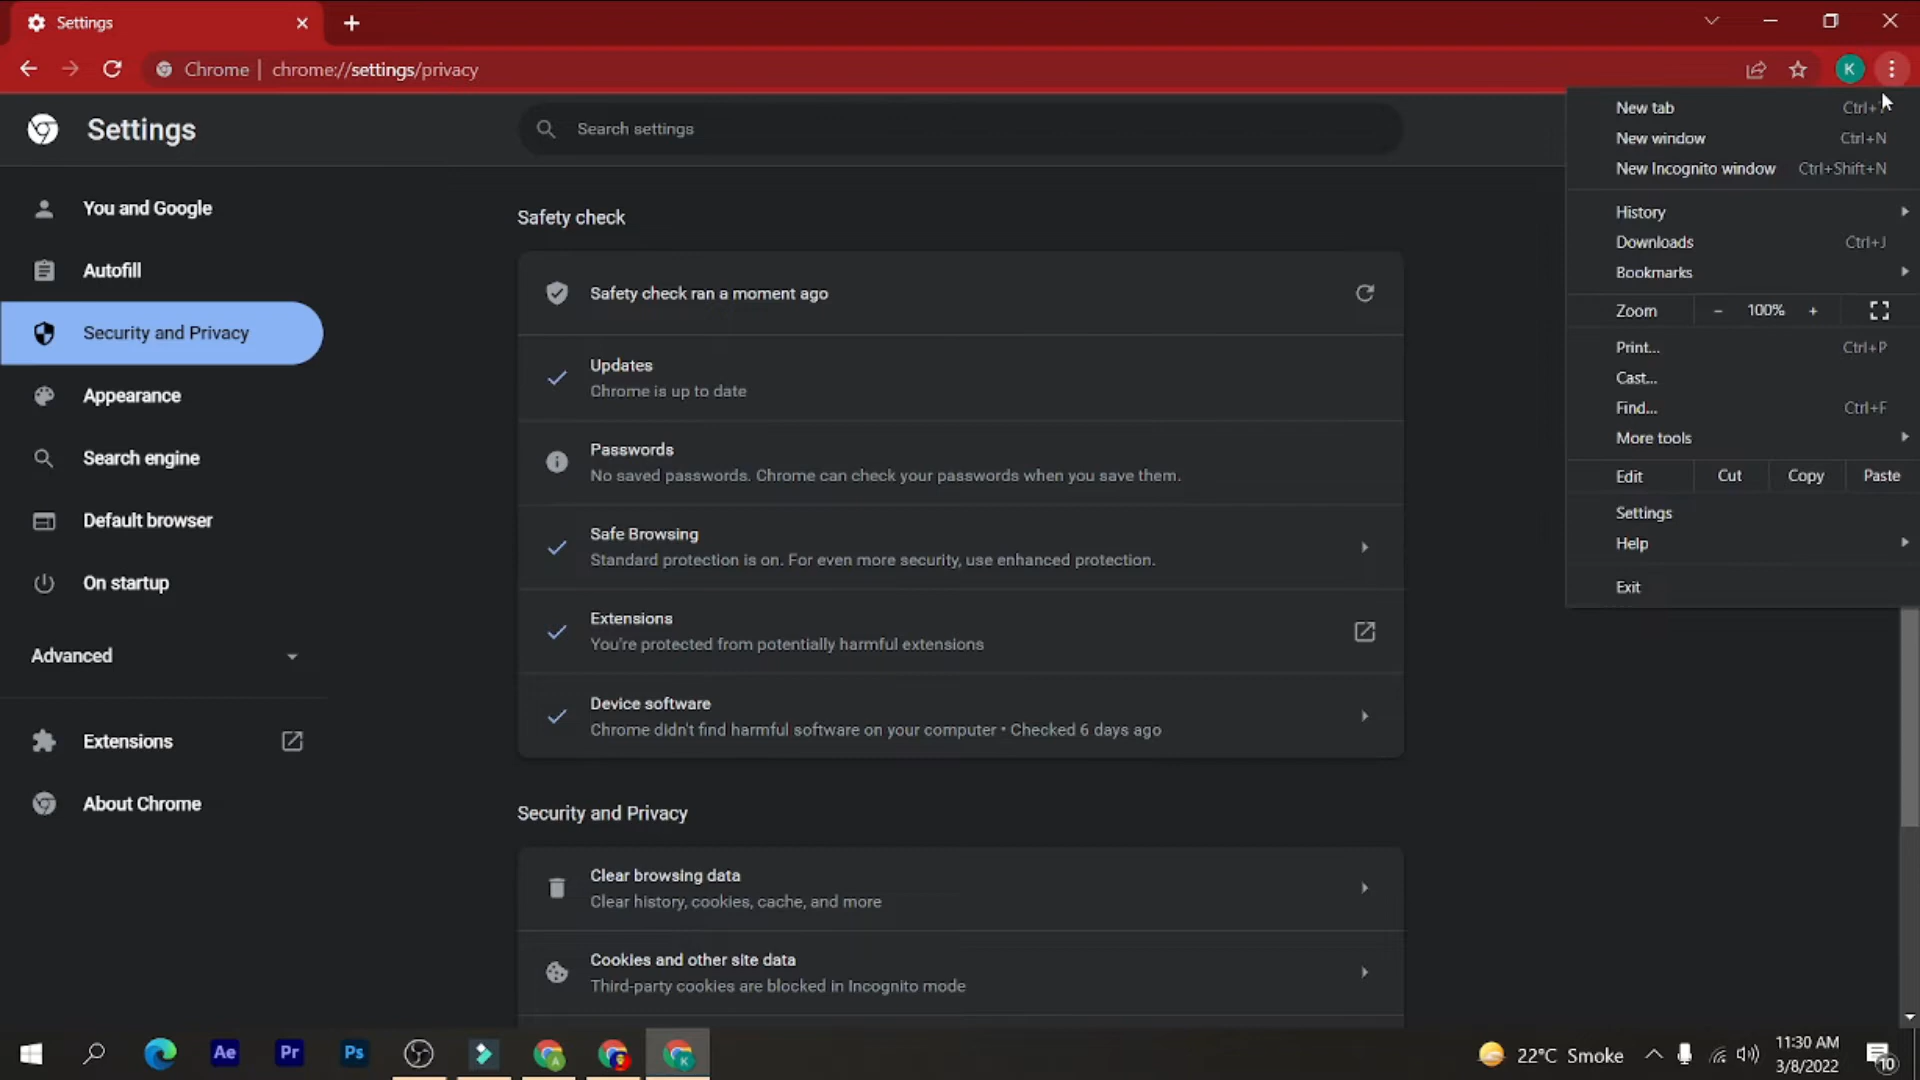 Settings
Chrome
chrome://settings/privacy
K
Settings
Search settings
You and Google
Autofill
Security and Privacy
Appearance
Search engine
Default browser
On startup
Advanced
Extensions
About Chrome
Safety check
Safety check ran a moment ago
Updates
Chrome is up to date
Passwords
No saved passwords. Chrome can check your passwords when you save them.
Safe Browsing
Standard protection is on. For even more security, use enhanced protection.
Extensions
You're protected from potentially harmful extensions
Device software
Chrome didn't find harmful software on your computer • Checked 6 days ago
Security and Privacy
Clear browsing data
Clear history, cookies, cache, and more
Cookies and other site data
Third-party cookies are blocked in Incognito mode
New tab
New window Ctrl+N
New Incognito window Ctrl+Shift+N
History
Downloads Ctrl+J
Bookmarks
Zoom - 100% +
Print... Ctrl+P
Cast...
Find... Ctrl+F
More tools
Edit Cut Copy Paste
Settings
Help
Exit
Ae
Pr
Ps
A
K
22°C Smoke
11:30 AM
3/8/2022
10